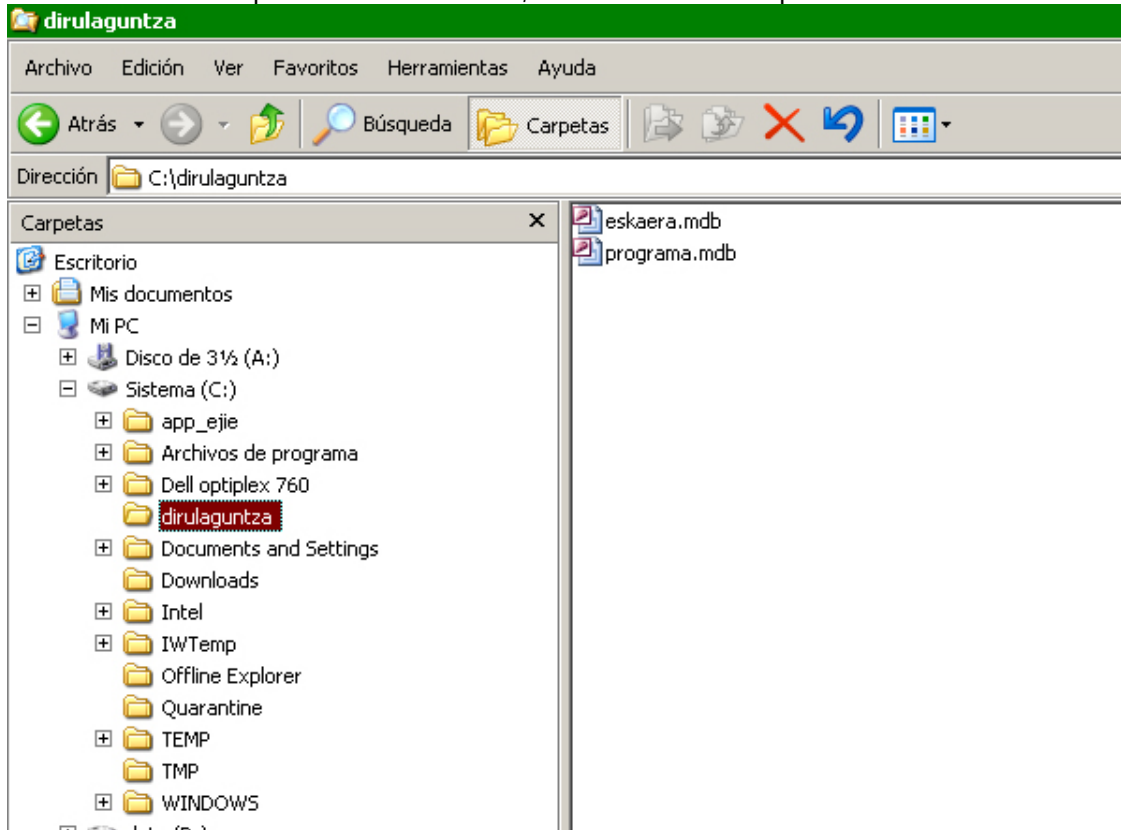 dirulaguntza
Archivo Edición Ver Favoritos Herramientas Ayuda
Atrás Búsqueda Carpetas
Dirección C:\dirulaguntza
Carpetas
Escritorio
Mis documentos
Mi PC
Disco de 3½ (A:)
Sistema (C:)
app_ejie
Archivos de programa
Dell optiplex 760
dirulaguntza
Documents and Settings
Downloads
Intel
IWTemp
Offline Explorer
Quarantine
TEMP
TMP
WINDOWS
eskaera.mdb
programa.mdb